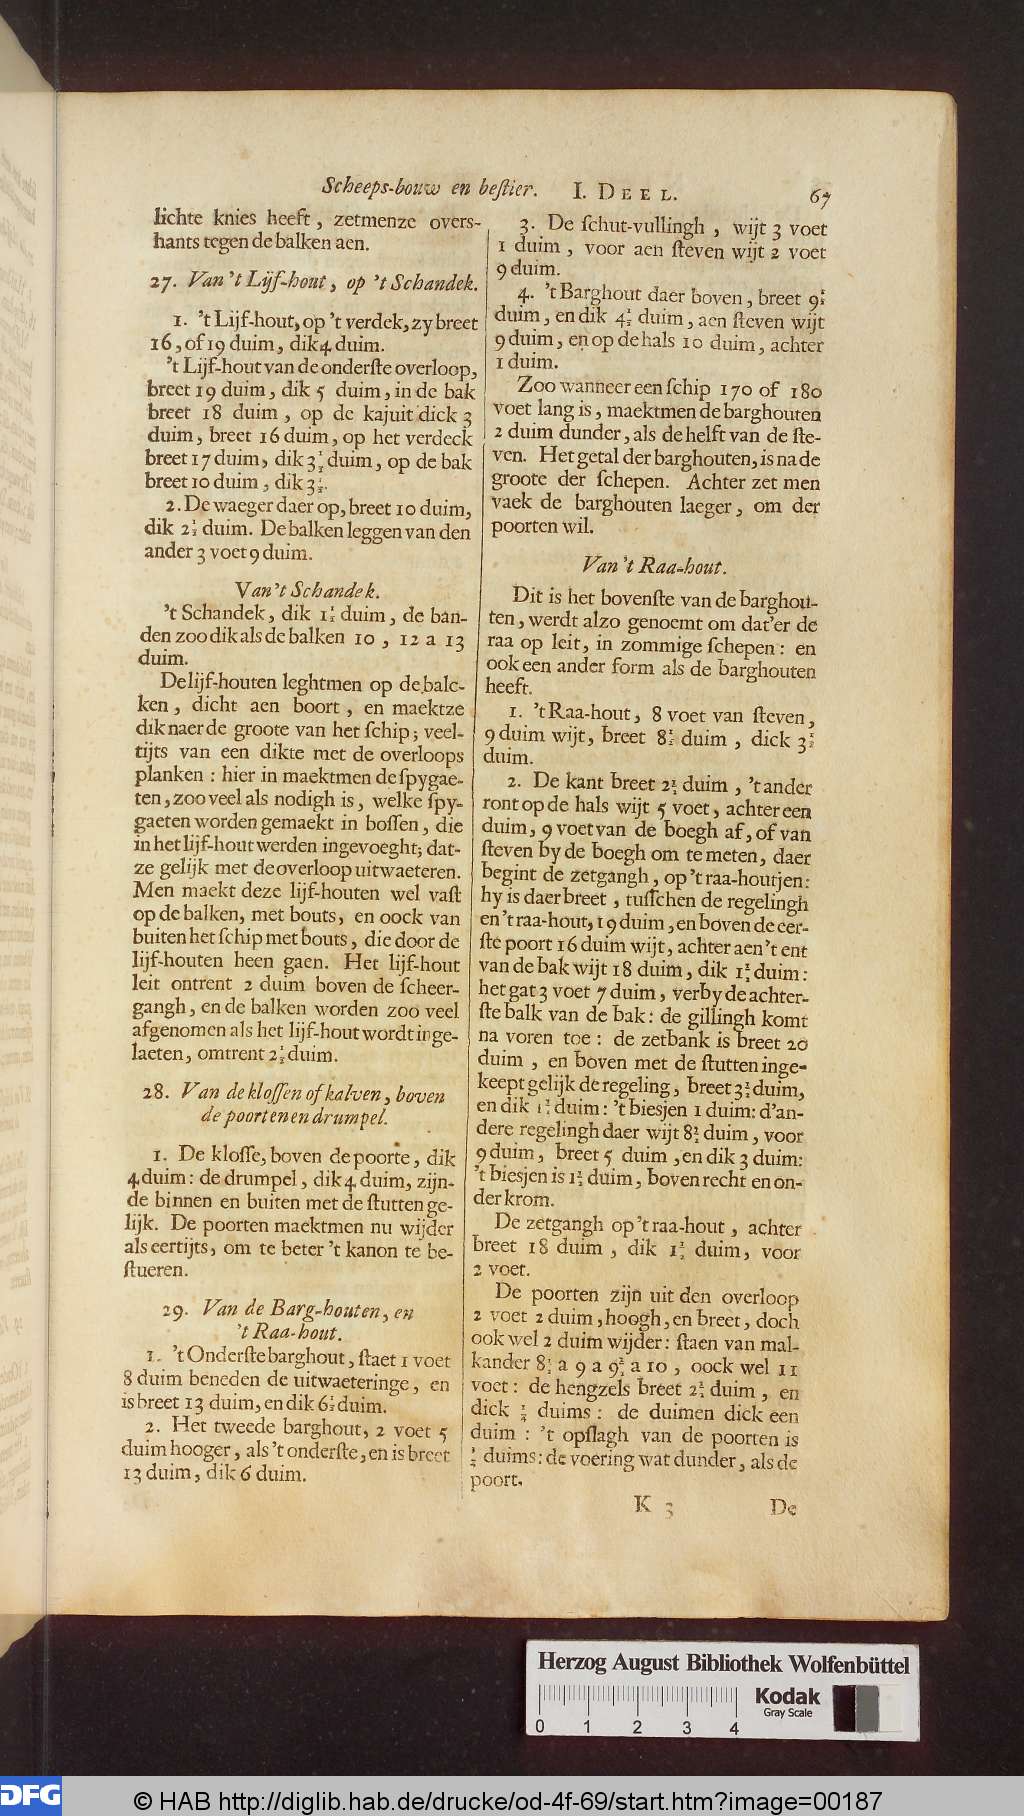 Scheeps-bouw en beſtier. I. DEEL. 67
lichte knies heeft, zetmenze overs-
hants tegen de balken aen.
27. Van 't Lijf-hout, op 't Schandek.
1. 't Lijf-hout, op 't verdek, zy breet
16, of 19 duim, dik 4 duim.
't Lijf-hout van de onderſte overloop,
breet 19 duim, dik 5 duim, in de bak
breet 18 duim, op de kajuit dick 3
duim, breet 16 duim, op het verdeck
breet 17 duim, dik 3½ duim, op de bak
breet 10 duim, dik 3½.
2. De waeger daer op, breet 10 duim,
dik 2½ duim. De balken leggen van den
ander 3 voet 9 duim.
Van 't Schandek.
't Schandek, dik 1½ duim, de ban-
den zoo dik als de balken 10, 12 a 13
duim.
De lijf-houten leghtmen op de balc-
ken, dicht aen boort, en maektze
dik naer de groote van het ſchip; veel-
tijts van een dikte met de overloops
planken: hier in maektmen de ſpygae-
ten, zoo veel als nodigh is, welke ſpy-
gaeten worden gemaekt in boſſen, die
in het lijf-hout werden ingevoeght; dat-
ze gelijk met de overloop uitwaeteren.
Men maekt deze lijf-houten wel vaſt
op de balken, met bouts, en oock van
buiten het ſchip met bouts, die door de
lijf-houten heen gaen. Het lijf-hout
leit ontrent 2 duim boven de ſcheer-
gangh, en de balken worden zoo veel
afgenomen als het lijf-hout wordt inge-
laeten, omtrent 2½ duim.
28. Van de kloſſen of kalven, boven
de poorten en drumpel.
1. De kloſſe, boven de poorte, dik
4 duim: de drumpel, dik 4 duim, zijn-
de binnen en buiten met de ſtutten ge-
lijk. De poorten maektmen nu wijder
als eertijts, om te beter 't kanon te be-
ſtueren.
29. Van de Barg-houten, en
't Raa-hout.
1. 't Onderſte barghout, ſtaet 1 voet
8 duim beneden de uitwaeteringe, en
is breet 13 duim, en dik 6½ duim.
2. Het tweede barghout, 2 voet 5
duim hooger, als 't onderſte, en is breet
13 duim, dik 6 duim.
3. De ſchut-vullingh, wijt 3 voet
1 duim, voor aen ſteven wijt 2 voet
9 duim.
4. 't Barghout daer boven, breet 9½
duim, en dik 4½ duim, aen ſteven wijt
9 duim, en op de hals 10 duim, achter
1 duim.
Zoo wanneer een ſchip 170 of 180
voet lang is, maektmen de barghouten
2 duim dunder, als de helft van de ſte-
ven. Het getal der barghouten, is na de
groote der ſchepen. Achter zet men
vaek de barghouten laeger, om der
poorten wil.
Van 't Raa-hout.
Dit is het bovenſte van de barghou-
ten, werdt alzo genoemt om dat'er de
raa op leit, in zommige ſchepen: en
ook een ander form als de barghouten
heeft.
1. 't Raa-hout, 8 voet van ſteven,
9 duim wijt, breet 8½ duim, dick 3½
duim.
2. De kant breet 2½ duim, 't ander
ront op de hals wijt 5 voet, achter een
duim, 9 voet van de boegh af, of van
ſteven by de boegh om te meten, daer
begint de zetgangh, op 't raa-houtjen:
hy is daer breet, tuſſchen de regelingh
en 't raa-hout, 19 duim, en boven de eer-
ſte poort 16 duim wijt, achter aen 't ent
van de bak wijt 18 duim, dik 1½ duim:
het gat 3 voet 7 duim, verby de achter-
ſte balk van de bak: de gillingh komt
na voren toe: de zetbank is breet 20
duim, en boven met de ſtutten inge-
keept gelijk de regeling, breet 3½ duim,
en dik 1½ duim: 't biesjen 1 duim: d'an-
dere regelingh daer wijt 8½ duim, voor
9 duim, breet 5 duim, en dik 3 duim:
't biesjen is 1½ duim, boven recht en on-
der krom.
De zetgangh op 't raa-hout, achter
breet 18 duim, dik 1½ duim, voor
2 voet.
De poorten zijn uit den overloop
2 voet 2 duim, hoogh, en breet, doch
ook wel 2 duim wijder: ſtaen van mal-
kander 8½ a 9 a 9½ a 10, oock wel 11
voet: de hengzels breet 2½ duim, en
dick ½ duims: de duimen dick een
duim: 't opſlagh van de poorten is
½ duims: de voering wat dunder, als de
poort.
K 3 De
Herzog August Bibliothek Wolfenbüttel
Kodak
Gray Scale
0 1 2 3 4
DFG © HAB http://diglib.hab.de/drucke/od-4f-69/start.htm?image=00187